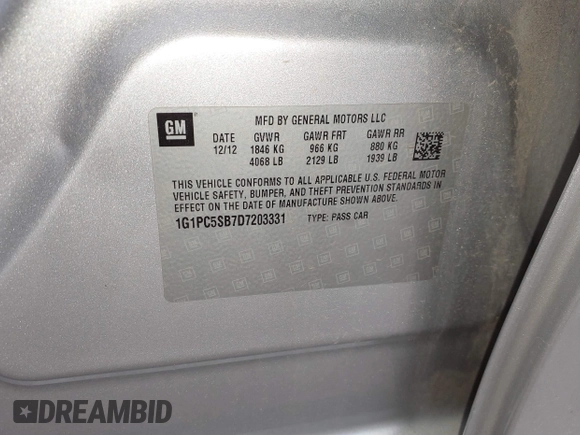 GM
MFD BY GENERAL MOTORS LLC
DATE GVWR GAWR FRT GAWR RR
12/12 1846 KG 966 KG 880 KG
4068 LB 2129 LB 1939 LB
THIS VEHICLE CONFORMS TO ALL APPLICABLE U.S. FEDERAL MOTOR
VEHICLE SAFETY, BUMPER, AND THEFT PREVENTION STANDARDS IN
EFFECT ON THE DATE OF MANUFACTURE SHOWN ABOVE.
1G1PC5SB7D7203331 TYPE: PASS CAR
DREAMBID